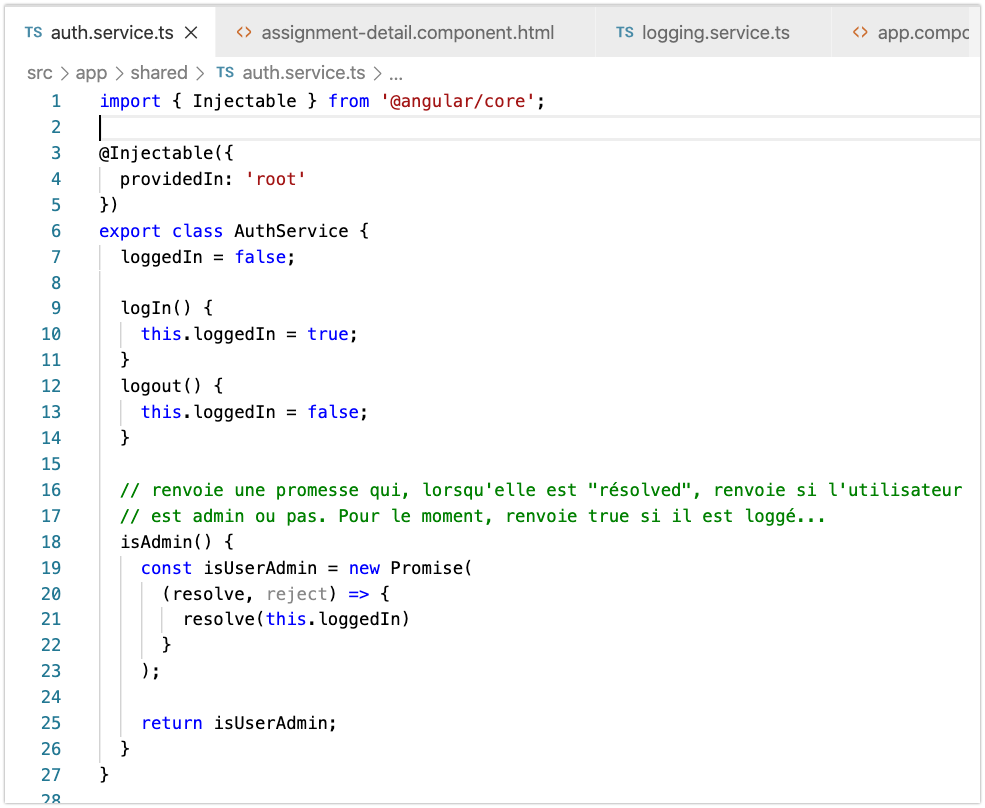 TS auth.service.ts × <> assignment-detail.component.html TS logging.service.ts <> app.compo
src > app > shared > TS auth.service.ts > ...
1 import { Injectable } from '@angular/core';
2
3 @Injectable({
4   providedIn: 'root'
5 })
6 export class AuthService {
7   loggedIn = false;
8
9   logIn() {
10     this.loggedIn = true;
11   }
12   logout() {
13     this.loggedIn = false;
14   }
15
16   // renvoie une promesse qui, lorsqu'elle est "résolved", renvoie si l'utilisateur
17   // est admin ou pas. Pour le moment, renvoie true si il est loggé...
18   isAdmin() {
19     const isUserAdmin = new Promise(
20       (resolve, reject) => {
21         resolve(this.loggedIn)
22       }
23     );
24
25     return isUserAdmin;
26   }
27 }
28